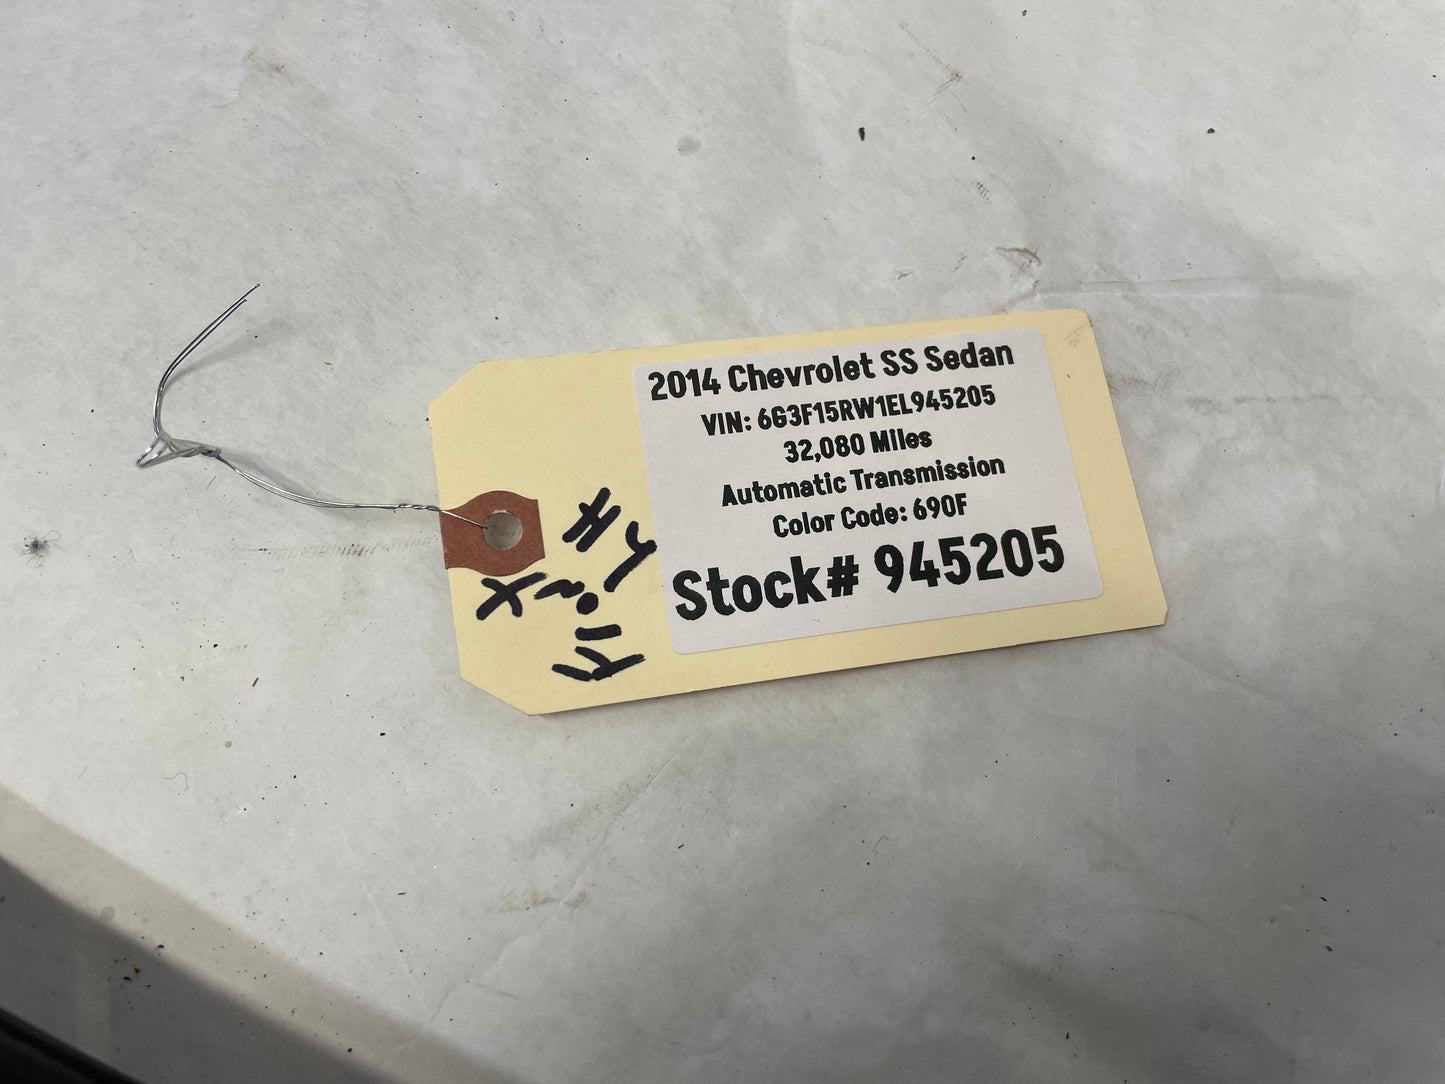 2014 Chevrolet SS Sedan
VIN: 6G3F15RW1EL945205
32,080 Miles
Automatic Transmission
Color Code: 690F
Stock# 945205